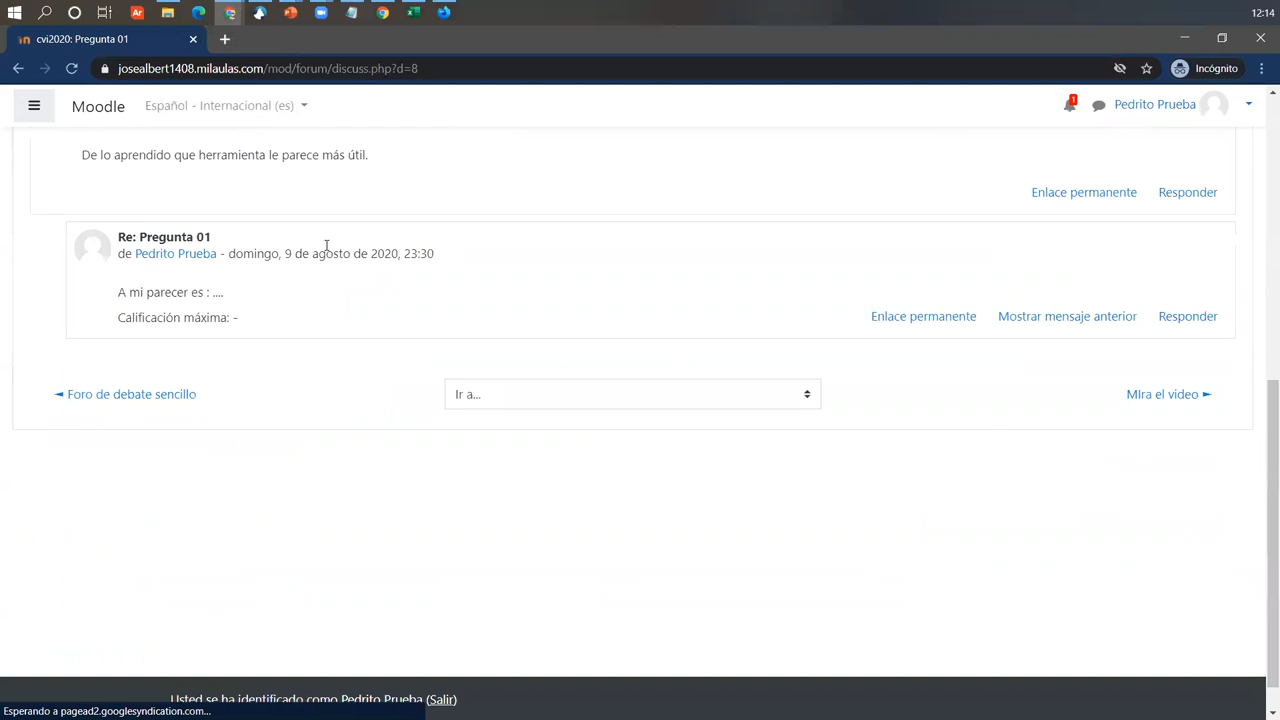 12:14
cvi2020: Pregunta 01
josealbert1408.milaulas.com/mod/forum/discuss.php?d=8
Incógnito
Moodle
Español - Internacional (es)
1
Pedrito Prueba
De lo aprendido que herramienta le parece más útil.
Enlace permanente Responder
Re: Pregunta 01
de Pedrito Prueba - domingo, 9 de agosto de 2020, 23:30
A mi parecer es : ....
Calificación máxima: -
Enlace permanente Mostrar mensaje anterior Responder
◄ Foro de debate sencillo
Ir a...
MIra el video ►
Usted se ha identificado como Pedrito Prueba (Salir)
Esperando a pagead2.googlesyndication.com...